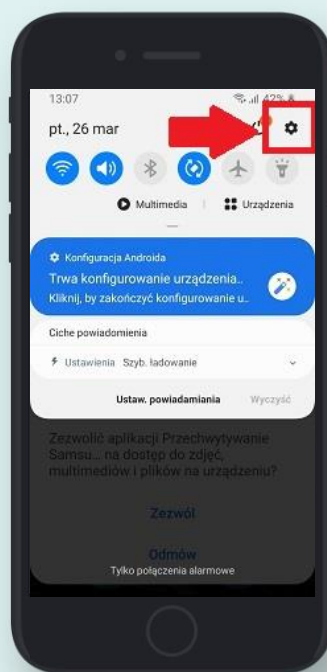 13:07 42%
pt., 26 mar
Multimedia | Urządzenia
Konfiguracja Androida
Trwa konfigurowanie urządzenia..
Kliknij, by zakończyć konfigurowanie u..
Ciche powiadomienia
Ustawienia Szyb. ładowanie
Ustaw. powiadamiania Wyczyść
Zezwolić aplikacji Przechwytywanie
Samsu... na dostęp do zdjęć,
multimediów i plików na urządzeniu?
Zezwól
Odmów
Tylko połączenia alarmowe